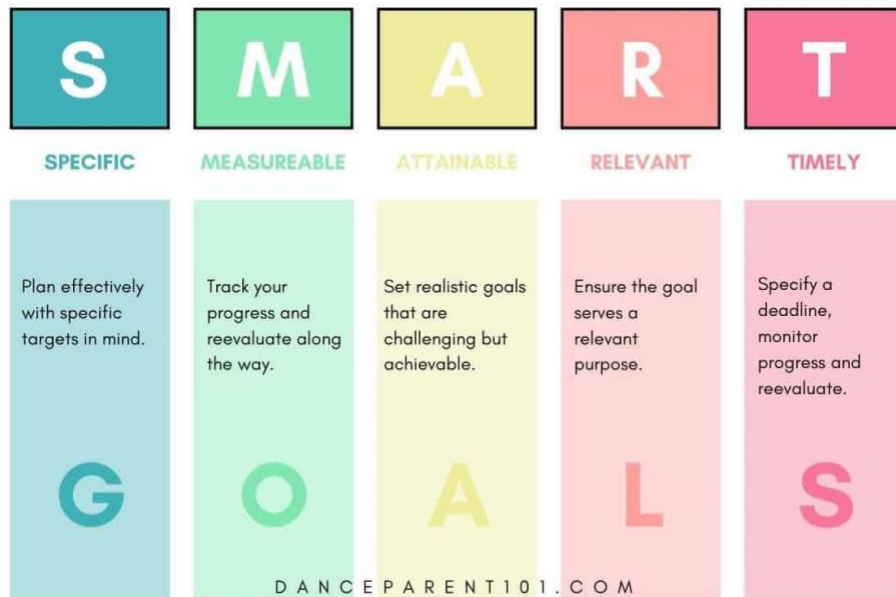 S M A R T
SPECIFIC
MEASUREABLE
ATTAINABLE
RELEVANT
TIMELY
Plan effectively
with specific
targets in mind.
Track your
progress and
reevaluate along
the way.
Set realistic goals
that are
challenging but
achievable.
Ensure the goal
serves a
relevant
purpose.
Specify a
deadline,
monitor
progress and
reevaluate.
G O A L S
DANCEPARENT101.COM